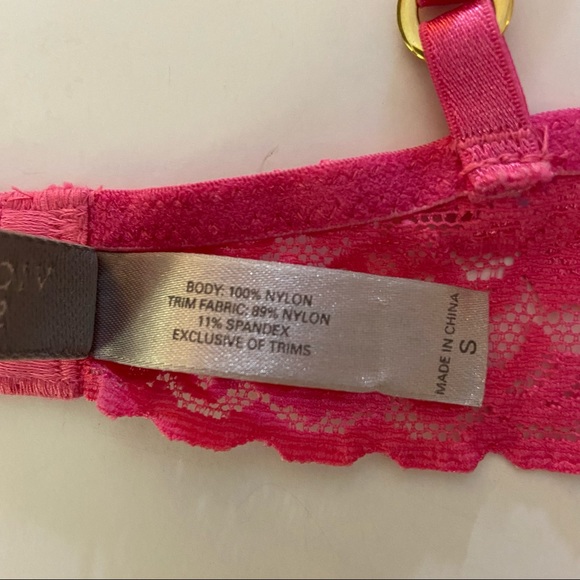 BODY: 100% NYLON
TRIM FABRIC: 89% NYLON
11% SPANDEX
EXCLUSIVE OF TRIMS
MADE IN CHINA
S